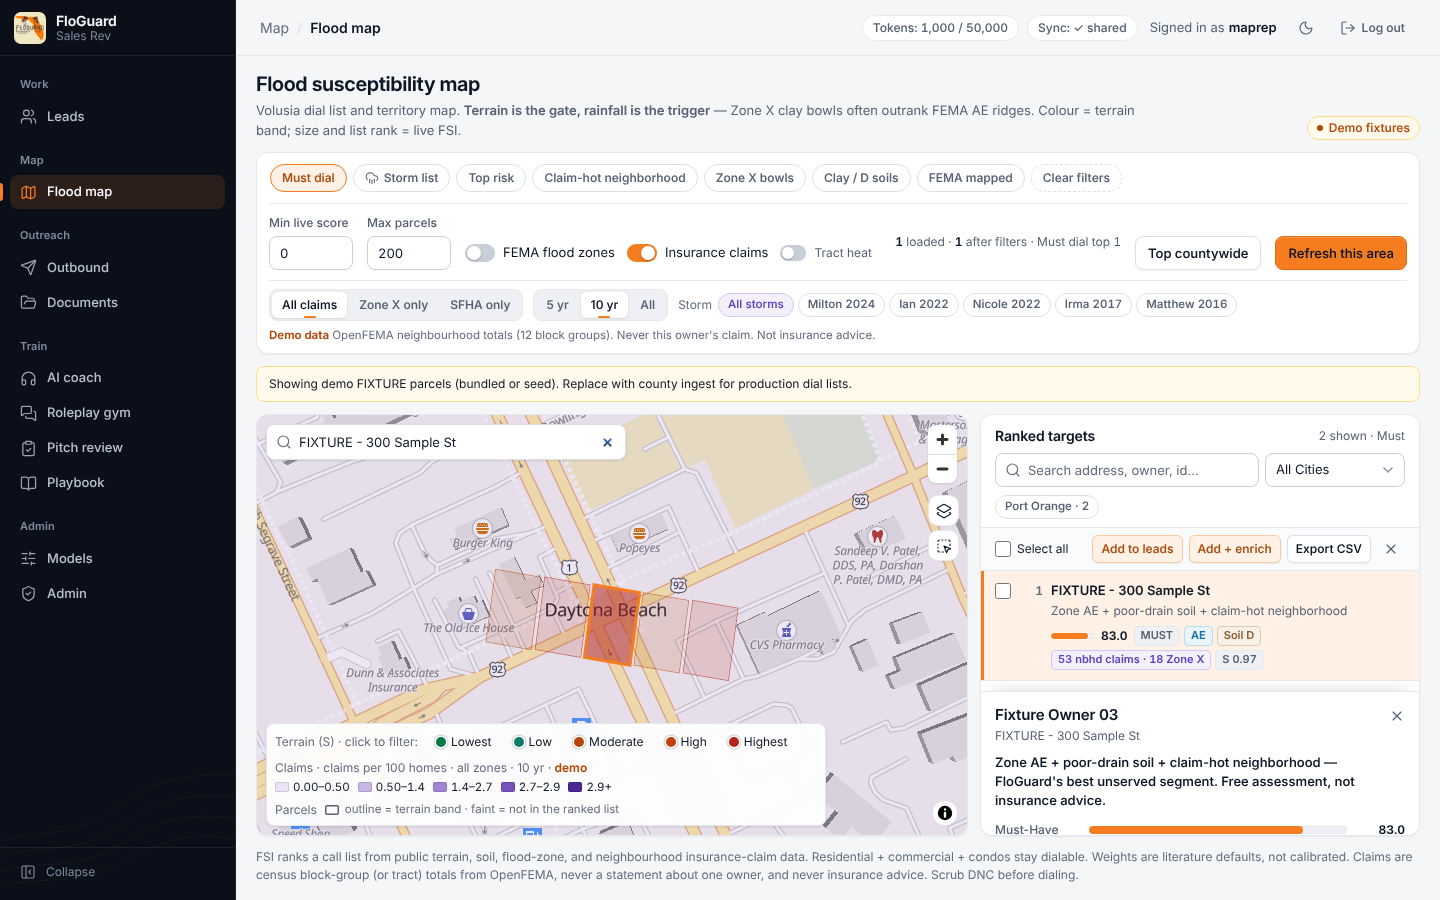 FloGuard
Sales Rev
Work
Leads
Map
Flood map
Outreach
Outbound
Documents
Train
AI coach
Roleplay gym
Pitch review
Playbook
Admin
Models
Admin
Collapse
Map / Flood map
Tokens: 1,000 / 50,000
Sync: ✓ shared
Signed in as maprep
Log out
Flood susceptibility map
Volusia dial list and territory map. Terrain is the gate, rainfall is the trigger — Zone X clay bowls often outrank FEMA AE ridges. Colour = terrain
band; size and list rank = live FSI.
Demo fixtures
Must dial
Storm list
Top risk
Claim-hot neighborhood
Zone X bowls
Clay / D soils
FEMA mapped
Clear filters
Min live score
Max parcels
0
200
FEMA flood zones
Insurance claims
Tract heat
1 loaded · 1 after filters · Must dial top 1
Top countywide
Refresh this area
All claims
Zone X only
SFHA only
5 yr
10 yr
All
Storm
All storms
Milton 2024
Ian 2022
Nicole 2022
Irma 2017
Matthew 2016
Demo data OpenFEMA neighbourhood totals (12 block groups). Never this owner's claim. Not insurance advice.
Showing demo FIXTURE parcels (bundled or seed). Replace with county ingest for production dial lists.
FIXTURE - 300 Sample St
Segrave Street
Burger King
Popeyes
92
Sandeep V. Patel,
DDS, PA, Darshan
P. Patel, DMD, PA
1
92
Daytona Beach
The Old Ice House
CVS Pharmacy
92
Dunn & Associates
Insurance
Terrain (S) · click to filter:
Lowest
Low
Moderate
High
Highest
Claims · claims per 100 homes · all zones · 10 yr · demo
0.00–0.50
0.50–1.4
1.4–2.7
2.7–2.9
2.9+
Parcels
outline = terrain band · faint = not in the ranked list
Ranked targets
2 shown · Must
Search address, owner, id...
All Cities
Port Orange · 2
Select all
Add to leads
Add + enrich
Export CSV
1 FIXTURE - 300 Sample St
Zone AE + poor-drain soil + claim-hot neighborhood
83.0
MUST
AE
Soil D
53 nbhd claims · 18 Zone X
S 0.97
Fixture Owner 03
FIXTURE - 300 Sample St
Zone AE + poor-drain soil + claim-hot neighborhood —
FloGuard's best unserved segment. Free assessment, not
insurance advice.
Must-Have
83.0
FSI ranks a call list from public terrain, soil, flood-zone, and neighbourhood insurance-claim data. Residential + commercial + condos stay dialable. Weights are literature defaults, not calibrated. Claims are
census block-group (or tract) totals from OpenFEMA, never a statement about one owner, and never insurance advice. Scrub DNC before dialing.